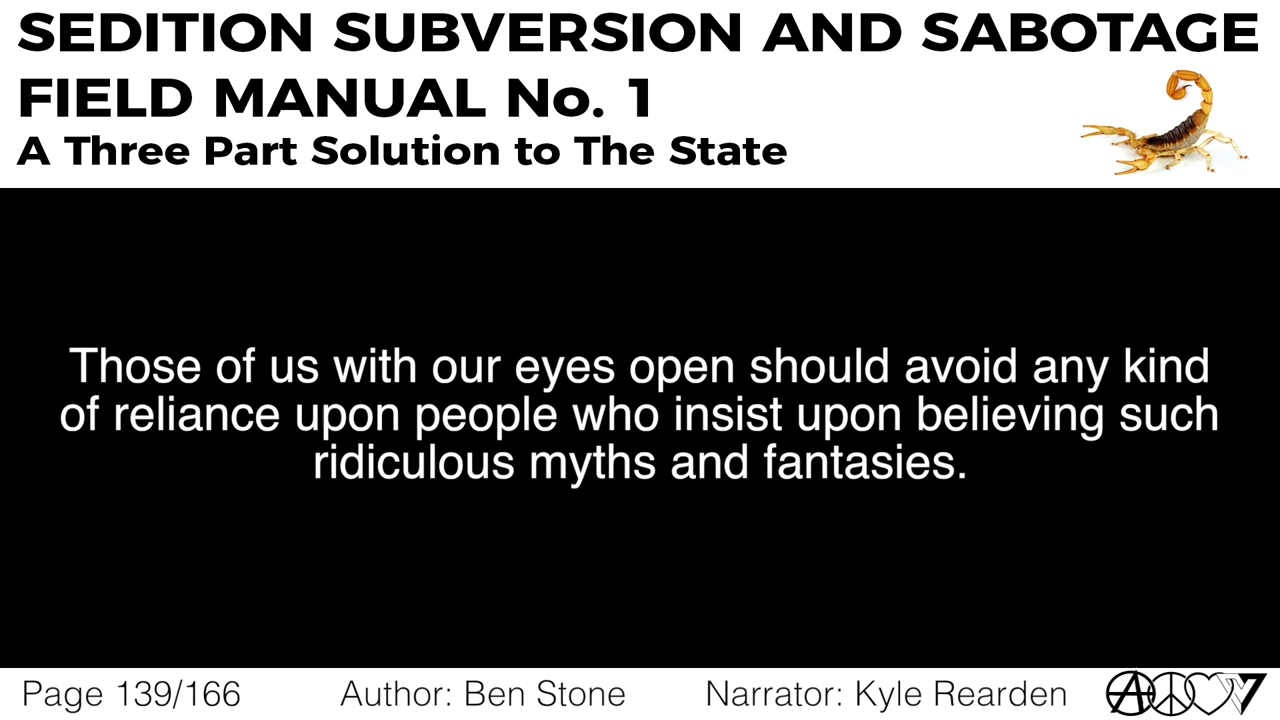 SEDITION SUBVERSION AND SABOTAGE
FIELD MANUAL No. 1
A Three Part Solution to The State
Those of us with our eyes open should avoid any kind
of reliance upon people who insist upon believing such
ridiculous myths and fantasies.
Page 139/166 Author: Ben Stone Narrator: Kyle Rearden